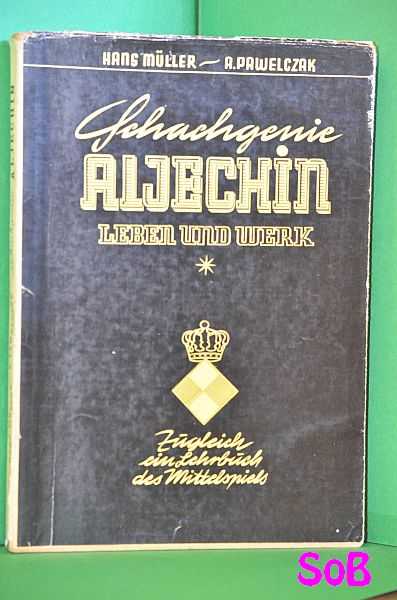 HANS MÜLLER — A. PAWELCZAK
Schachgenie
ALJECHIN
LEBEN UND WERK
*
Zugleich
ein Lehrbuch
des Mittelspiels
SoB